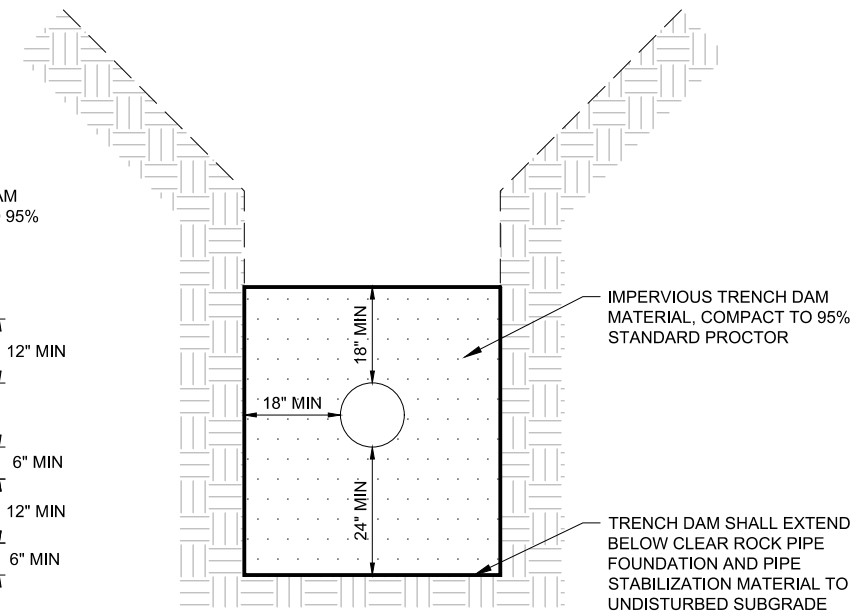 AM
95%
12" MIN
6" MIN
12" MIN
6" MIN
18" MIN
18" MIN
24" MIN
IMPERVIOUS TRENCH DAM
MATERIAL, COMPACT TO 95%
STANDARD PROCTOR
TRENCH DAM SHALL EXTEND
BELOW CLEAR ROCK PIPE
FOUNDATION AND PIPE
STABILIZATION MATERIAL TO
UNDISTURBED SUBGRADE